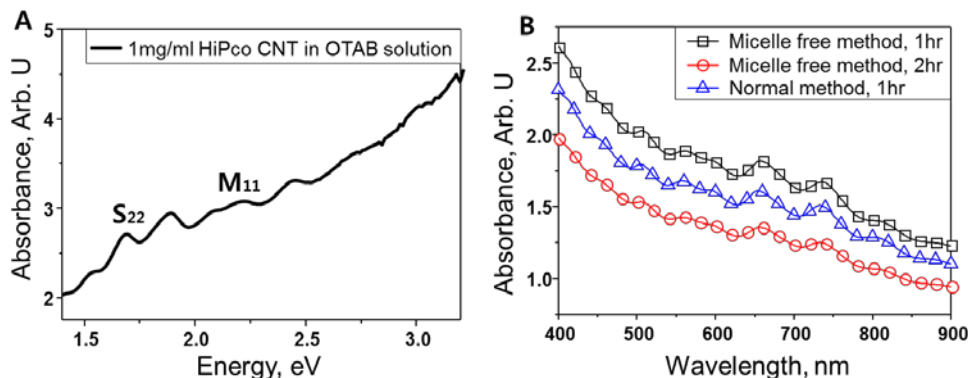 A
1mg/ml HiPco CNT in OTAB solution
Absorbance, Arb. U
5
4
3
2
S22
M11
1.5 2.0 2.5 3.0
Energy, eV
B
Micelle free method, 1hr
Micelle free method, 2hr
Normal method, 1hr
Absorbance, Arb. U
2.5
2.0
1.5
1.0
400 500 600 700 800 900
Wavelength, nm